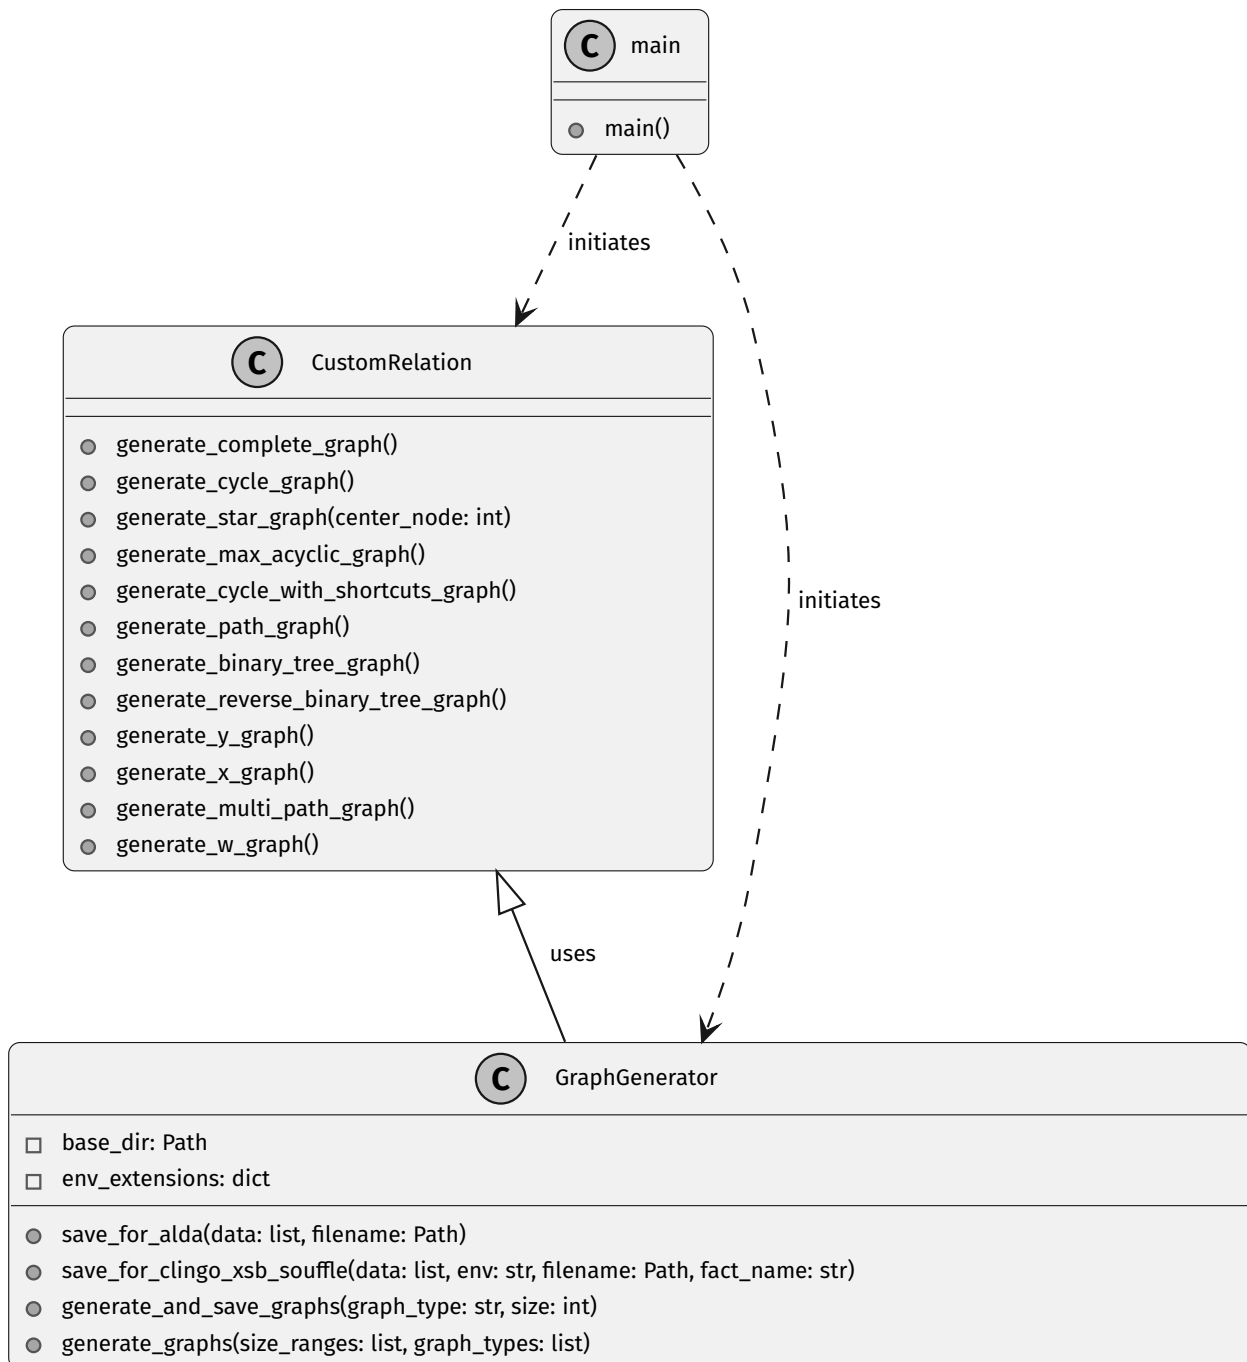 C main
main()
initiates
C CustomRelation
generate_complete_graph()
generate_cycle_graph()
generate_star_graph(center_node: int)
generate_max_acyclic_graph()
generate_cycle_with_shortcuts_graph()
generate_path_graph()
initiates
generate_binary_tree_graph()
generate_reverse_binary_tree_graph()
generate_y_graph()
generate_x_graph()
generate_multi_path_graph()
generate_w_graph()
uses
C GraphGenerator
base_dir: Path
env_extensions: dict
save_for_alda(data: list, filename: Path)
save_for_clingo_xsb_souffle(data: list, env: str, filename: Path, fact_name: str)
generate_and_save_graphs(graph_type: str, size: int)
generate_graphs(size_ranges: list, graph_types: list)